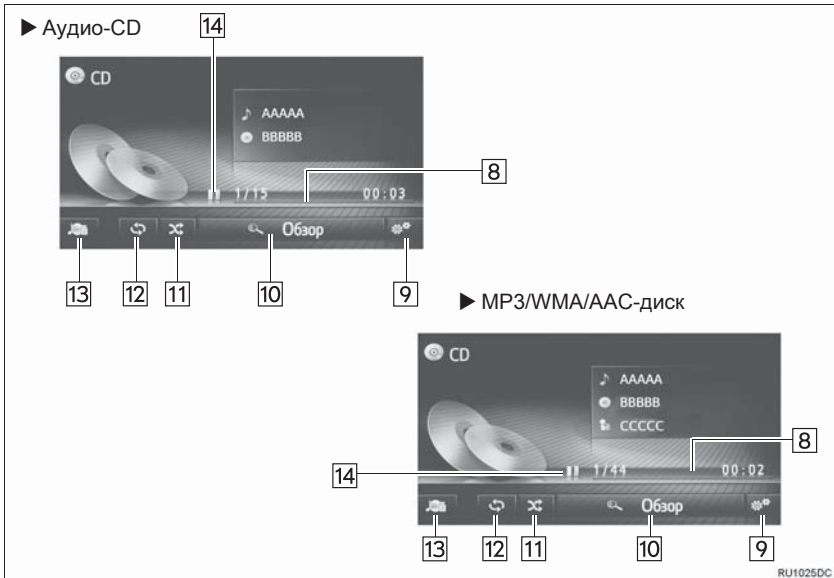 ▶ Аудио-CD
14
CD
AAAAA
BBBBB
8
1/15 00:03
Обзор
13 12 11 10 9
▶ MP3/WMA/AAC-диск
CD
AAAAA
BBBBB
CCCCC
8
14
1/44 00:02
Обзор
13 12 11 10 9
RU1025DC